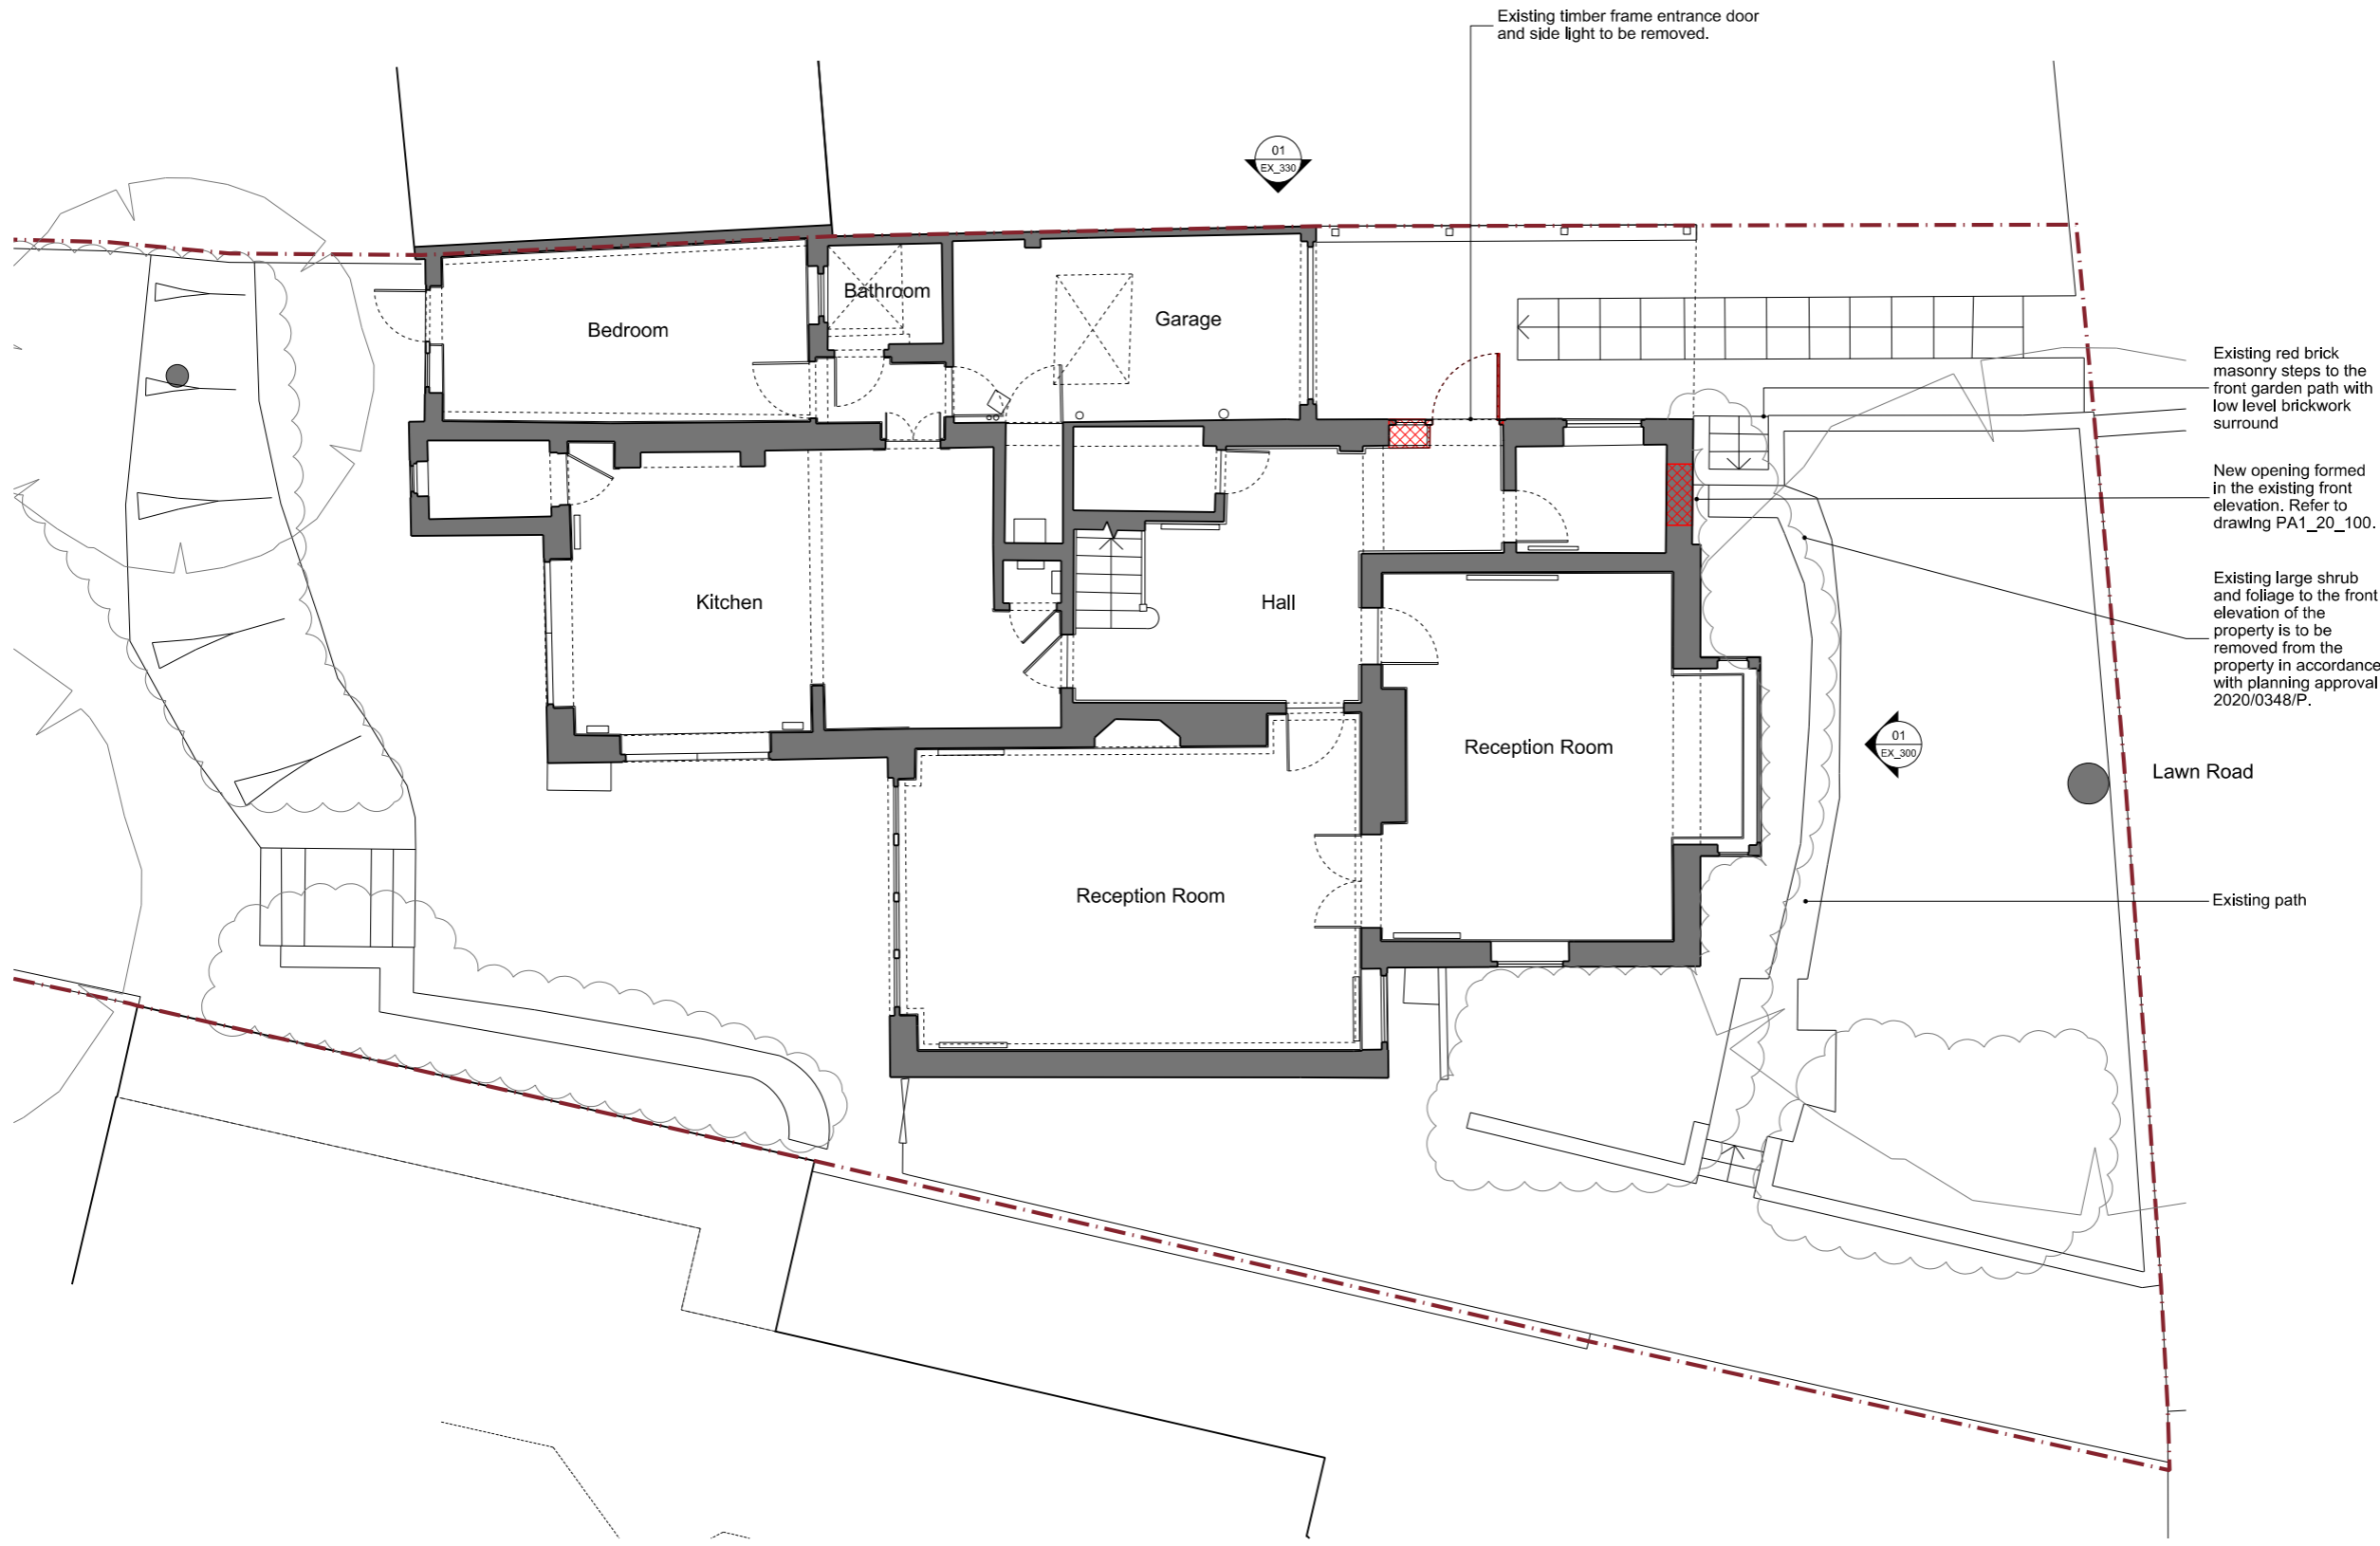 Existing timber frame entrance door
and side light to be removed.
01
EX_330
Bathroom
Bedroom
Garage
Existing red brick
masonry steps to the
front garden path with
low level brickwork
surround
New opening formed
in the existing front
elevation. Refer to
drawing PA1_20_100.
Existing large shrub
and foliage to the front
elevation of the
property is to be
removed from the
property in accordance
with planning approval
2020/0348/P.
Kitchen
Hall
Reception Room
01
EX_300
Lawn Road
Reception Room
Existing path